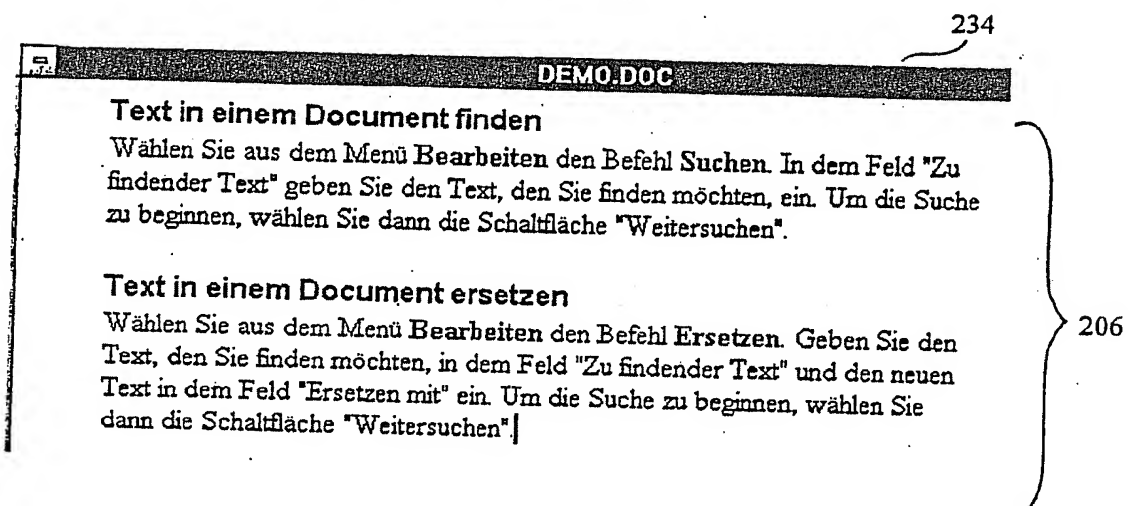 234
DEMO.DOC
Text in einem Document finden
Wählen Sie aus dem Menü Bearbeiten den Befehl Suchen. In dem Feld "Zu
findender Text" geben Sie den Text, den Sie finden möchten, ein. Um die Suche
zu beginnen, wählen Sie dann die Schaltfläche "Weitersuchen".
Text in einem Document ersetzen
Wählen Sie aus dem Menü Bearbeiten den Befehl Ersetzen. Geben Sie den
Text, den Sie finden möchten, in dem Feld "Zu findender Text" und den neuen
Text in dem Feld "Ersetzen mit" ein. Um die Suche zu beginnen, wählen Sie
dann die Schaltfläche "Weitersuchen".
206